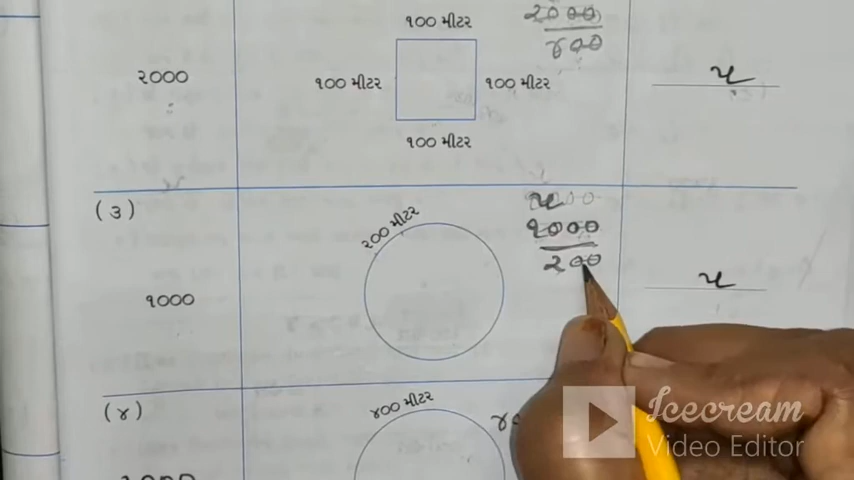 ૧૦૦ મીટર
૨૦૦૦
૪૦૦
૨૦૦૦
૧૦૦ મીટર
૧૦૦ મીટર
૫
૧૦૦ મીટર
(૩)
૨૦૦ મીટર
૫
૧૦૦૦
૨૦૦
૧૦૦૦
૫
(૪)
૪૦૦ મીટર
Icecream
Video Editor